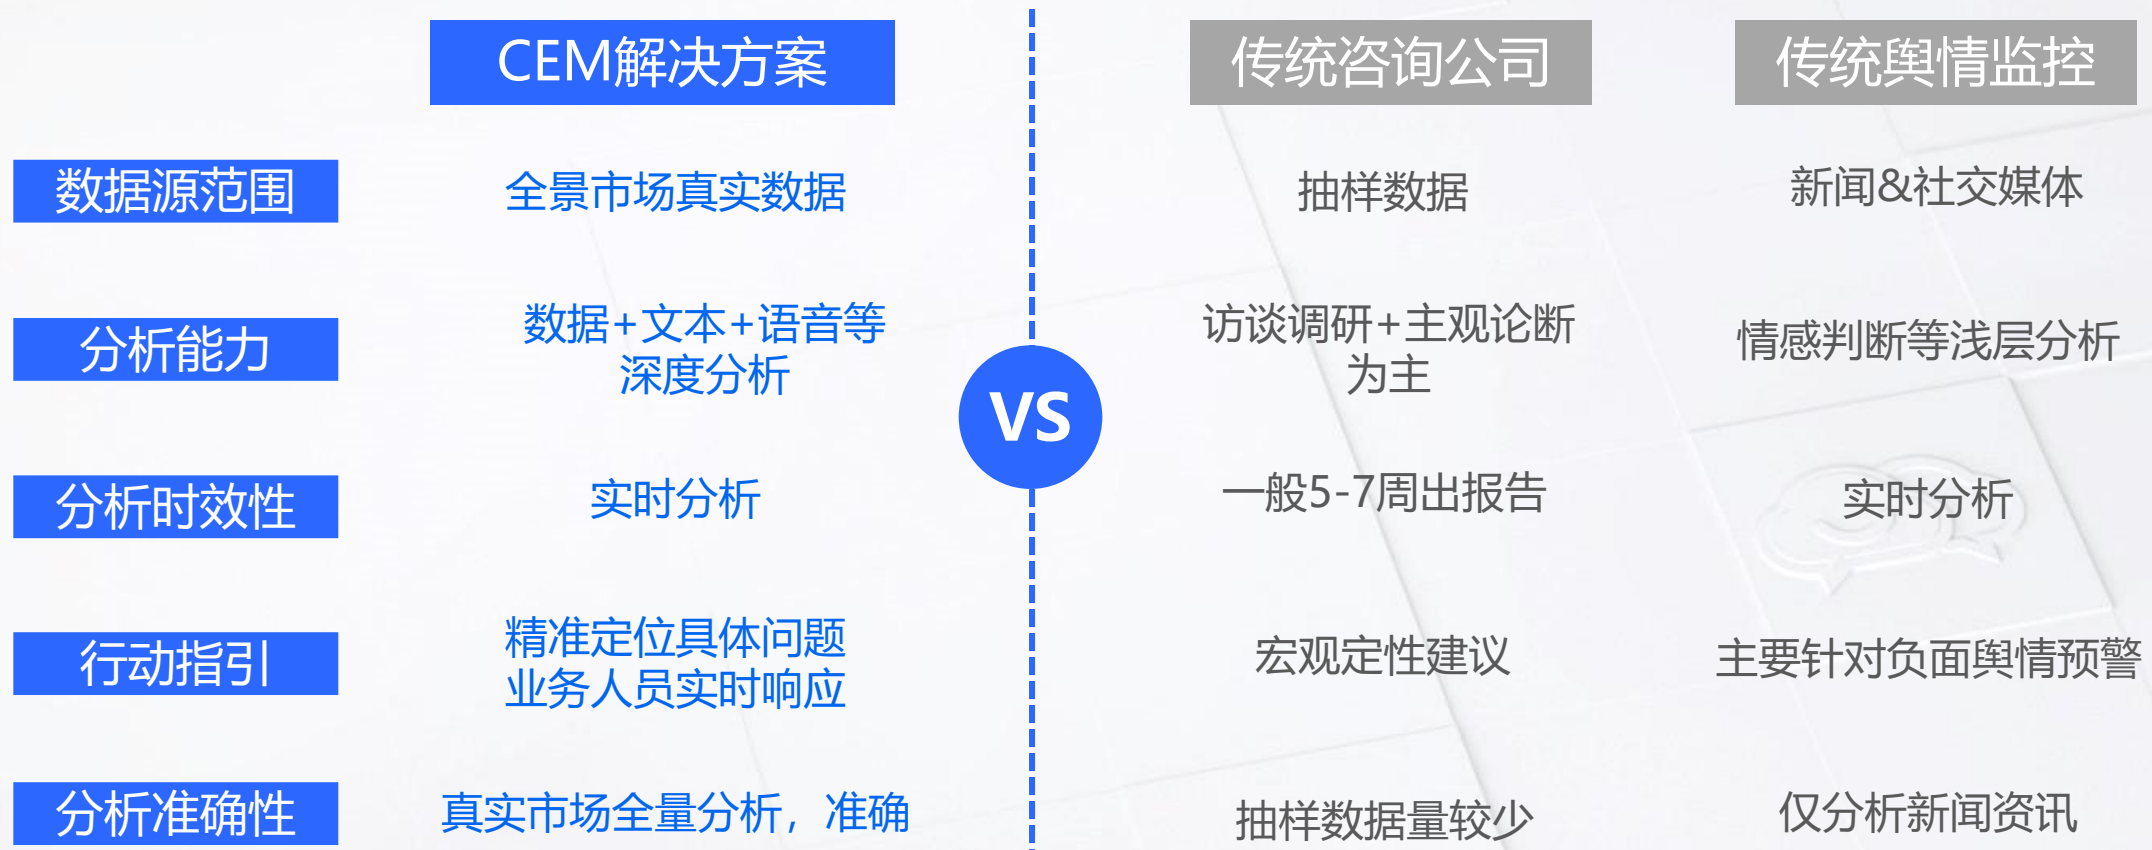 CEM解决方案
传统咨询公司
传统舆情监控
数据源范围
全景市场真实数据
抽样数据
新闻&社交媒体
分析能力
数据+文本+语音等
深度分析
访谈调研+主观论断
为主
情感判断等浅层分析
VS
分析时效性
实时分析
一般5-7周出报告
实时分析
行动指引
精准定位具体问题
业务人员实时响应
宏观定性建议
主要针对负面舆情预警
分析准确性
真实市场全量分析，准确
抽样数据量较少
仅分析新闻资讯